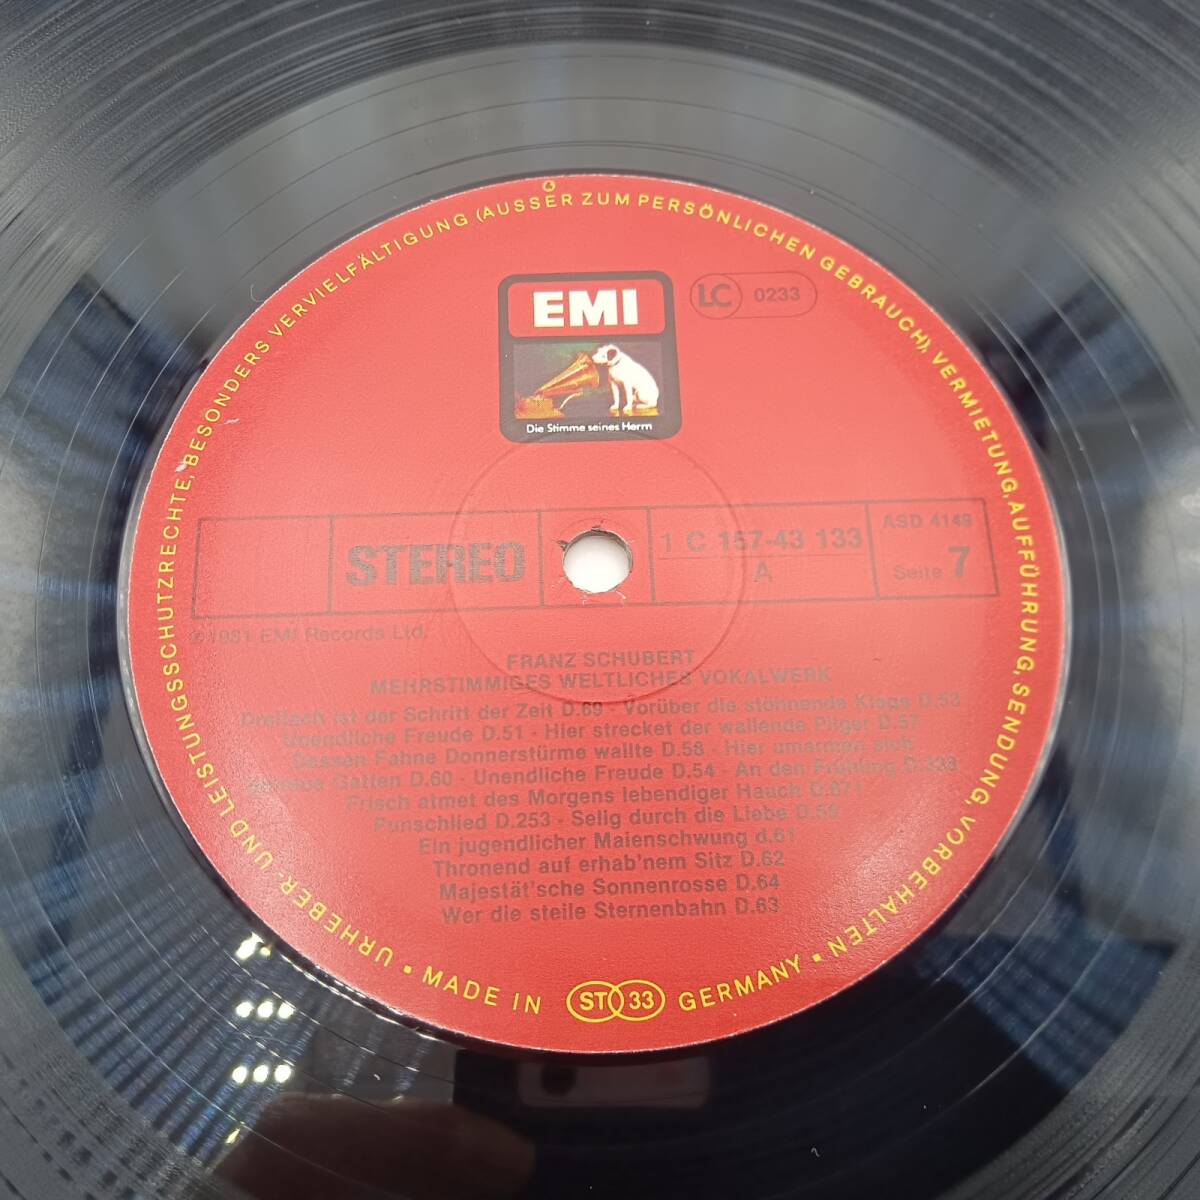 URHEBER- UND LEISTUNGSSCHUTZRECHTE, BESONDERS VERVIELFÄLTIGUNG (AUSSER ZUM PERSÖNLICHEN GEBRAUCH), VERMIETUNG, AUFFÜHRUNG, SENDUNG, VORBEHALTEN
G
EMI
Die Stimme seines Herrn
LC 0233
STEREO
1 C 157-43 133
A
ASD 4149
Seite 7
℗ 1981 EMI Records Ltd.
FRANZ SCHUBERT
MEHRSTIMMIGES WELTLICHES VOKALWERK
Dreifach ist der Schritt der Zeit D.69 · Vorüber die stöhnende Klage D.53
Unendliche Freude D.51 · Hier strecket der wallende Pilger D.57
Dessen Fahne Donnerstürme wallte D.58 · Hier umarmen sich
Gatten D.60 · Unendliche Freude D.54 · An den Frühling D.338
Frisch atmet des Morgens lebendiger Hauch D.671
Punschlied D.253 · Selig durch die Liebe D.55
Ein jugendlicher Maienschwung d.61
Thronend auf erhab'nem Sitz D.62
Majestät'sche Sonnenrosse D.64
Wer die steile Sternenbahn D.63
MADE IN ST 33 GERMANY